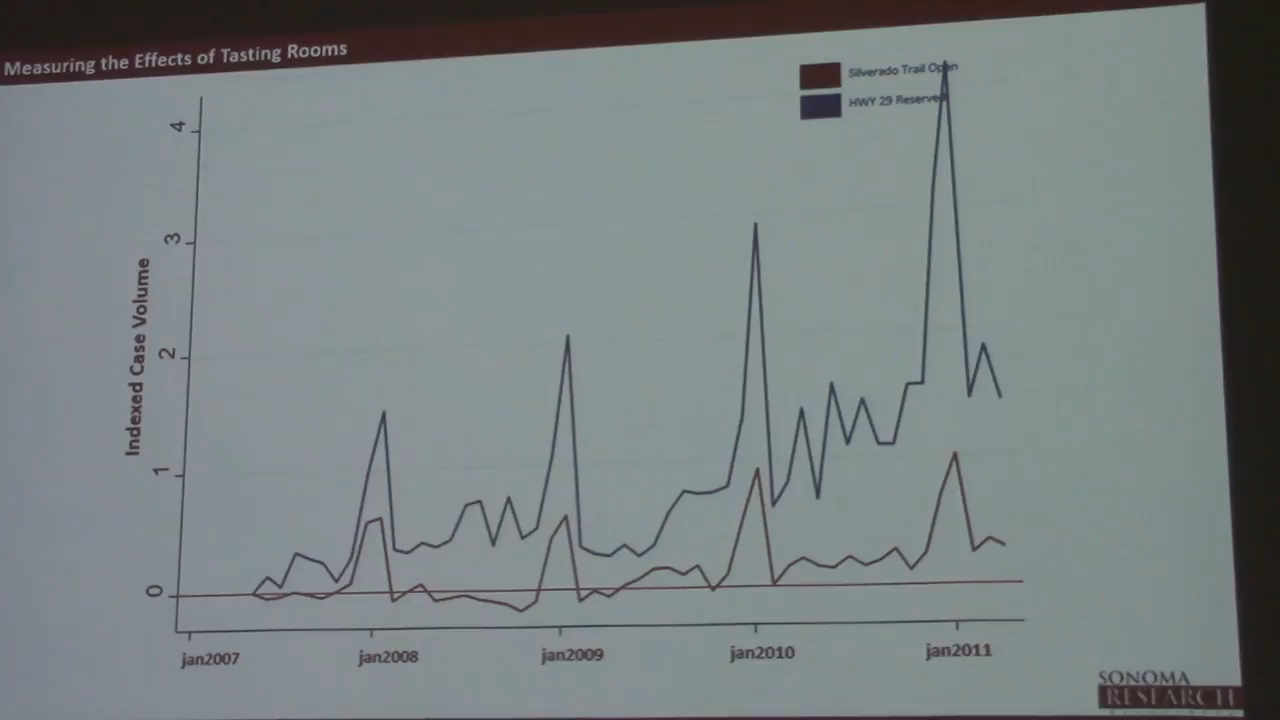 Measuring the Effects of Tasting Rooms
Silverado Trail Open
HWY 29 Reserved
4
3
2
1
0
Indexed Case Volume
jan2007
jan2008
jan2009
jan2010
jan2011
SONOMA
RESEARCH